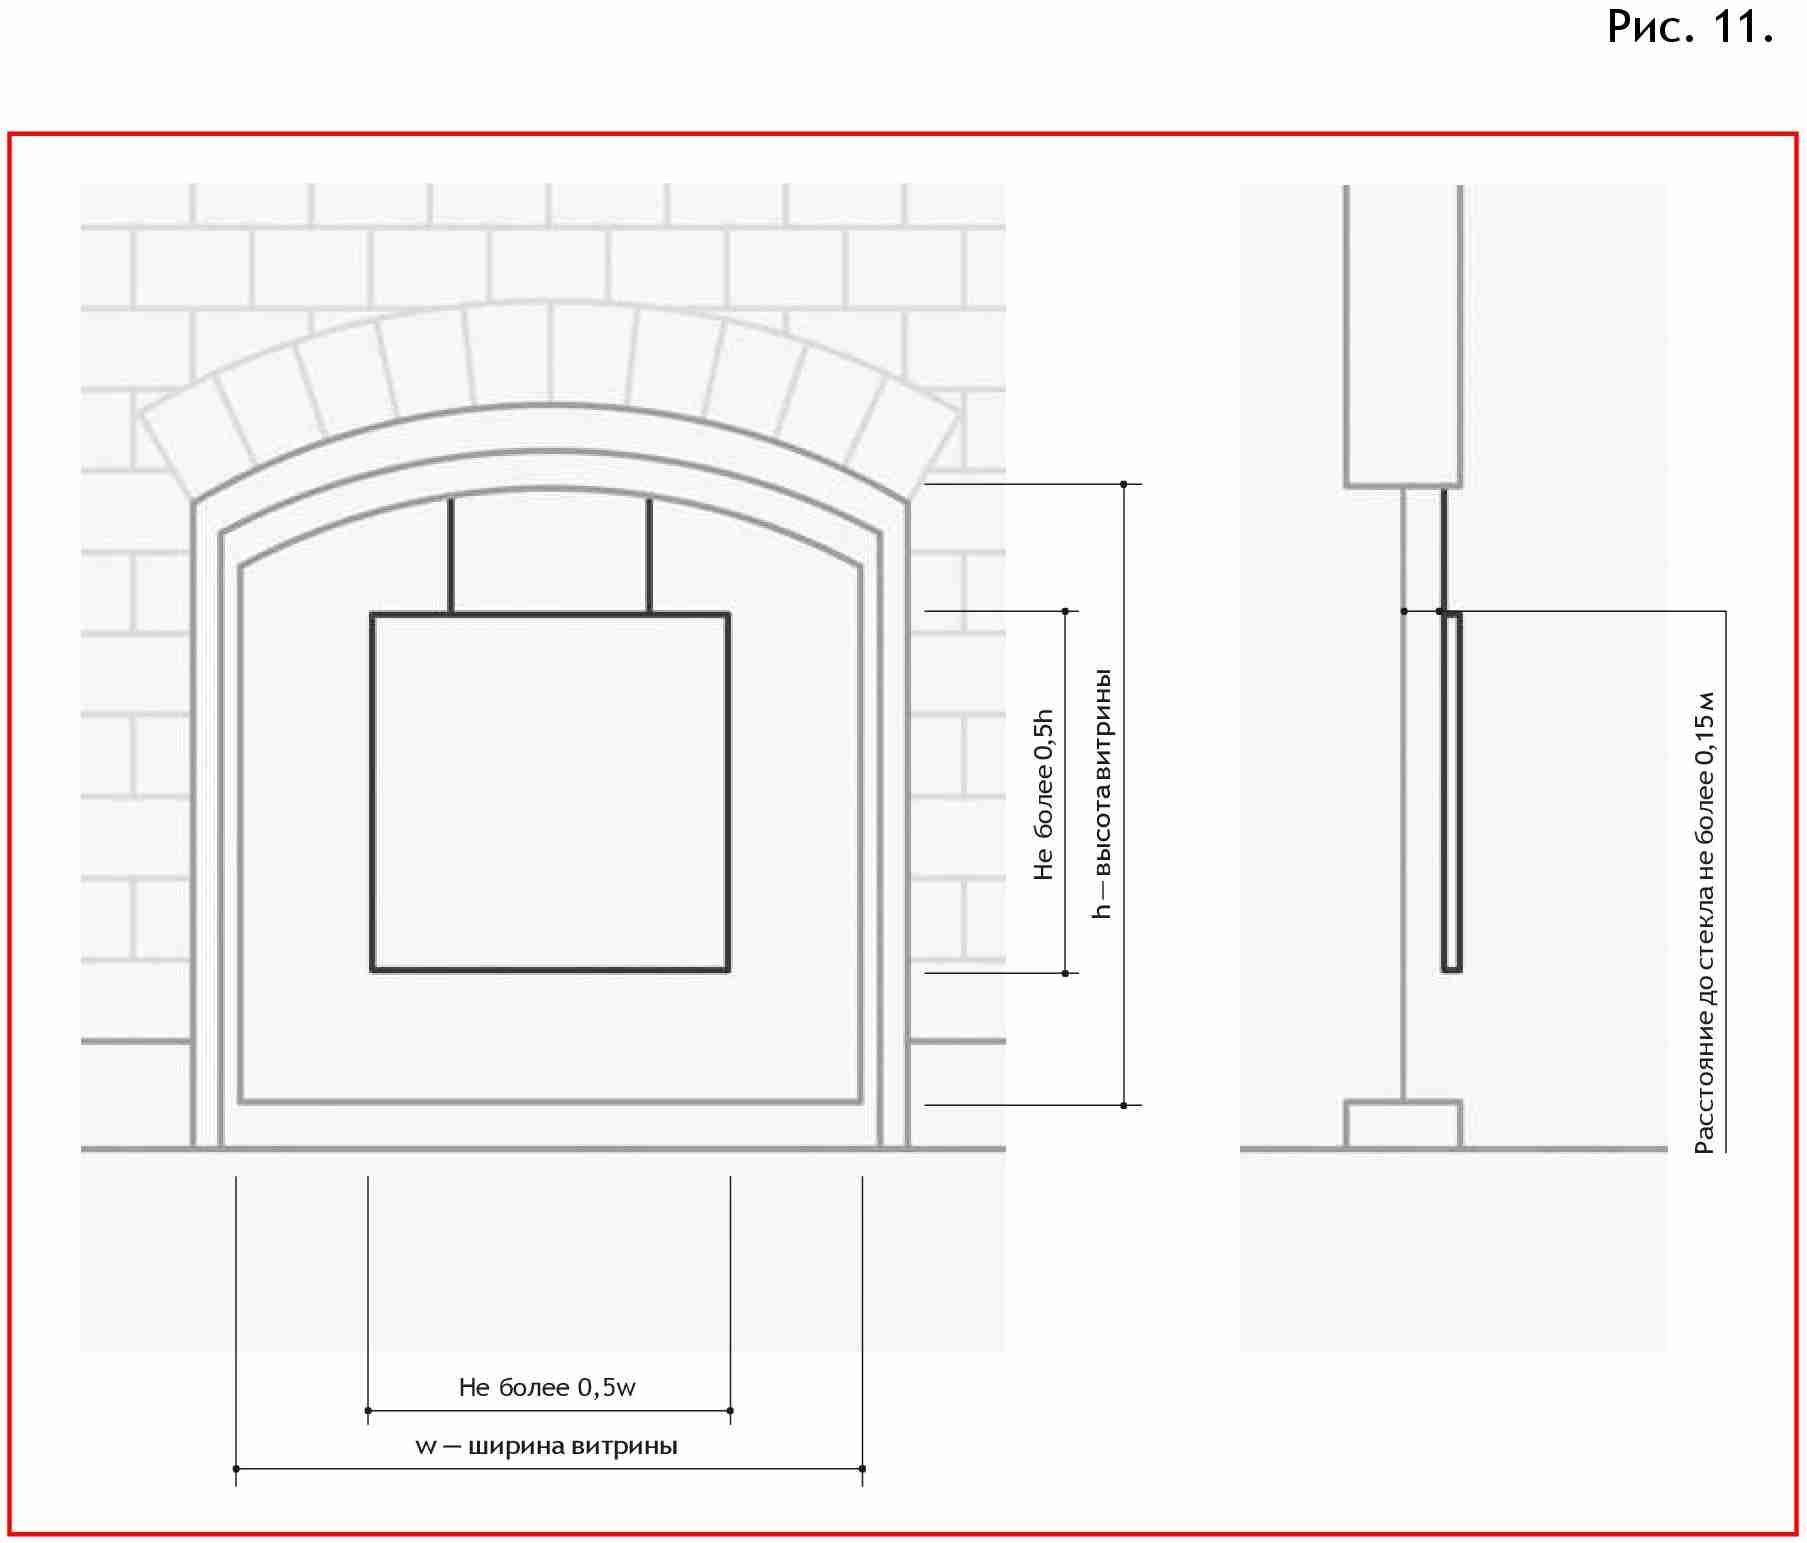 Рис. 11.
Не более 0,5h
h — высота витрины
Расстояние до стекла не более 0,15 м
Не более 0,5w
w — ширина витрины